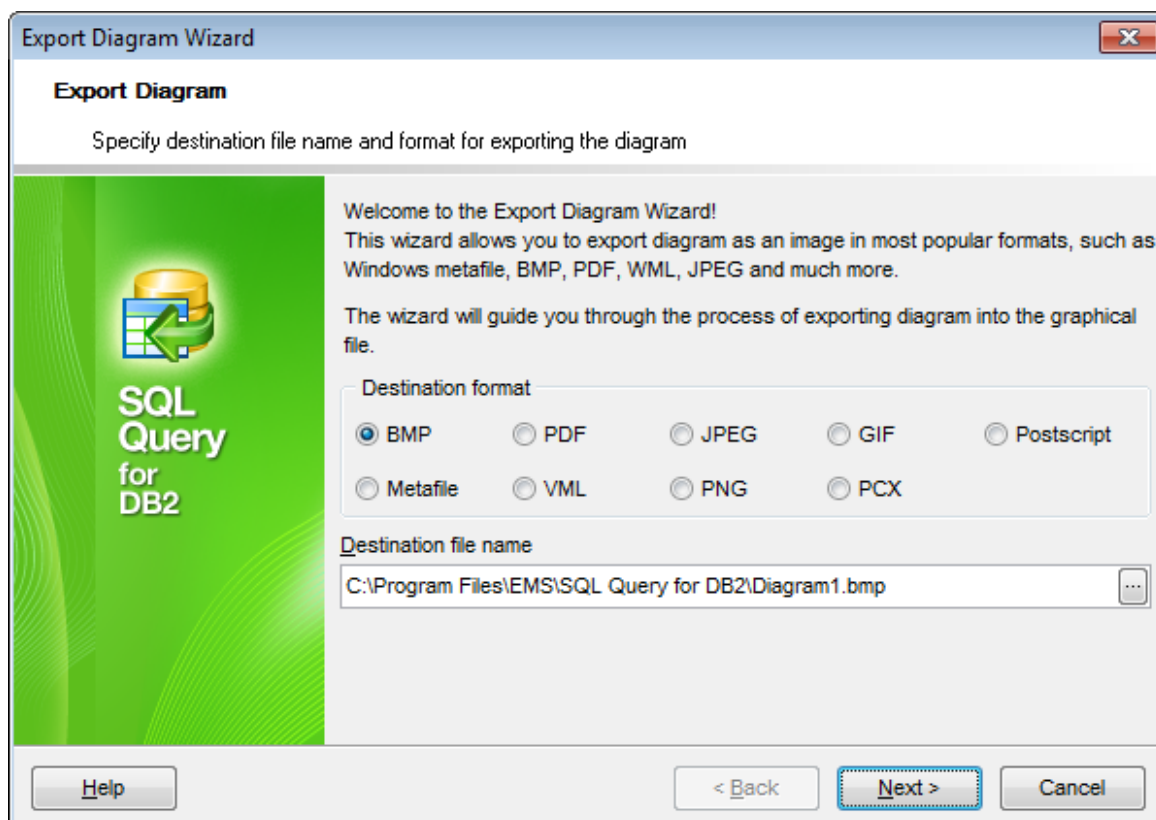 Export Diagram Wizard
Export Diagram
Specify destination file name and format for exporting the diagram
SQL
Query
for
DB2
Welcome to the Export Diagram Wizard!
This wizard allows you to export diagram as an image in most popular formats, such as
Windows metafile, BMP, PDF, WML, JPEG and much more.
The wizard will guide you through the process of exporting diagram into the graphical
file.
Destination format
BMP PDF JPEG GIF Postscript
Metafile VML PNG PCX
Destination file name
C:\Program Files\EMS\SQL Query for DB2\Diagram1.bmp ...
Help < Back Next > Cancel